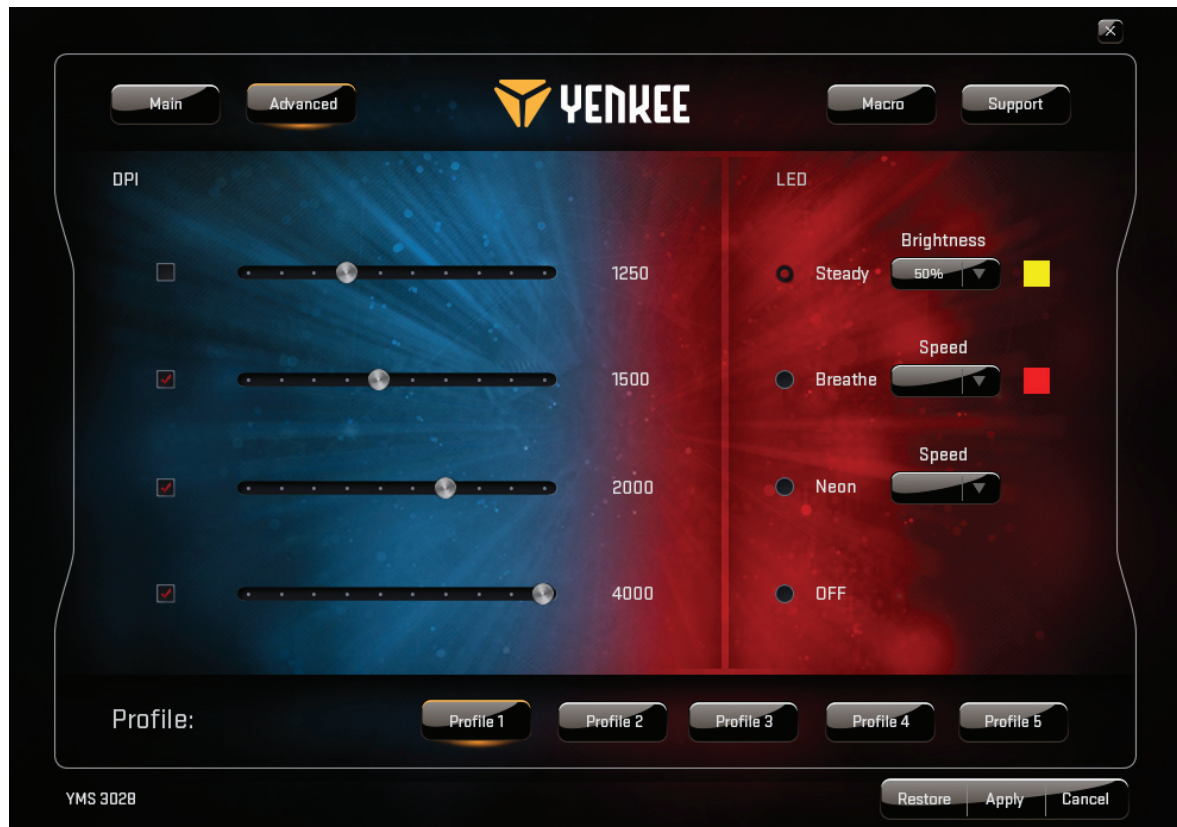 Main Advanced YENKEE Macro Support
DPI LED
Brightness
1250 Steady 50%
Speed
1500 Breathe
Speed
2000 Neon
4000 OFF
Profile: Profile 1 Profile 2 Profile 3 Profile 4 Profile 5
YMS 3028 Restore Apply Cancel